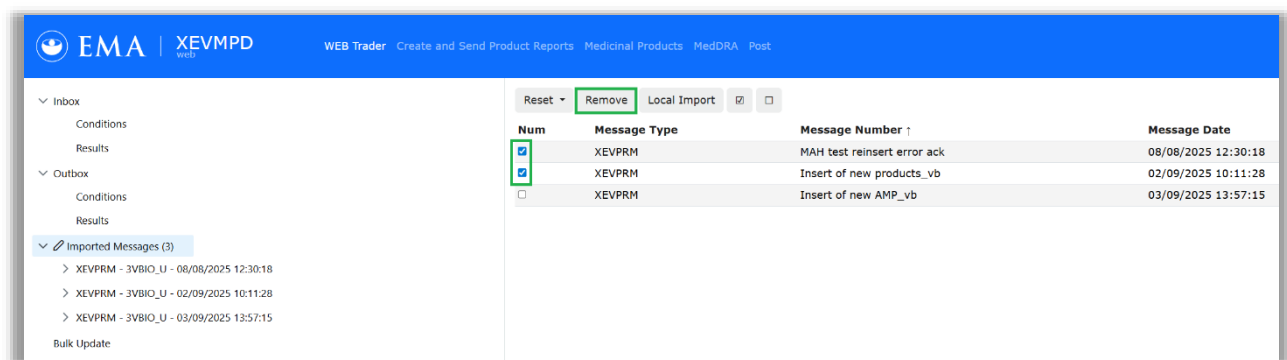 EMA | XEVMPD web WEB Trader Create and Send Product Reports Medicinal Products MedDRA Post
Inbox
Conditions
Results
Outbox
Conditions
Results
Imported Messages (3)
XEVPRM - 3VBIO_U - 08/08/2025 12:30:18
XEVPRM - 3VBIO_U - 02/09/2025 10:11:28
XEVPRM - 3VBIO_U - 03/09/2025 13:57:15
Bulk Update
Reset Remove Local Import
Num Message Type Message Number ↑ Message Date
XEVPRM MAH test reinsert error ack 08/08/2025 12:30:18
XEVPRM Insert of new products_vb 02/09/2025 10:11:28
XEVPRM Insert of new AMP_vb 03/09/2025 13:57:15